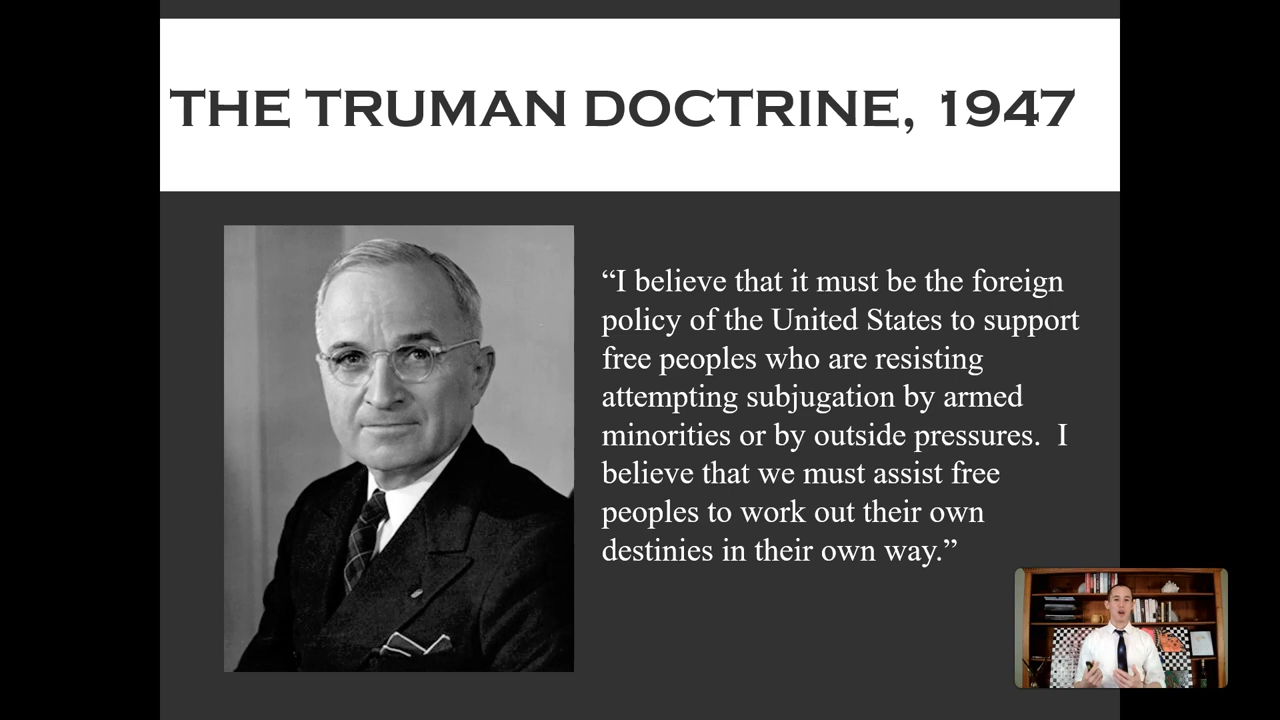 THE TRUMAN DOCTRINE, 1947
“I believe that it must be the foreign
policy of the United States to support
free peoples who are resisting
attempting subjugation by armed
minorities or by outside pressures.  I
believe that we must assist free
peoples to work out their own
destinies in their own way.”